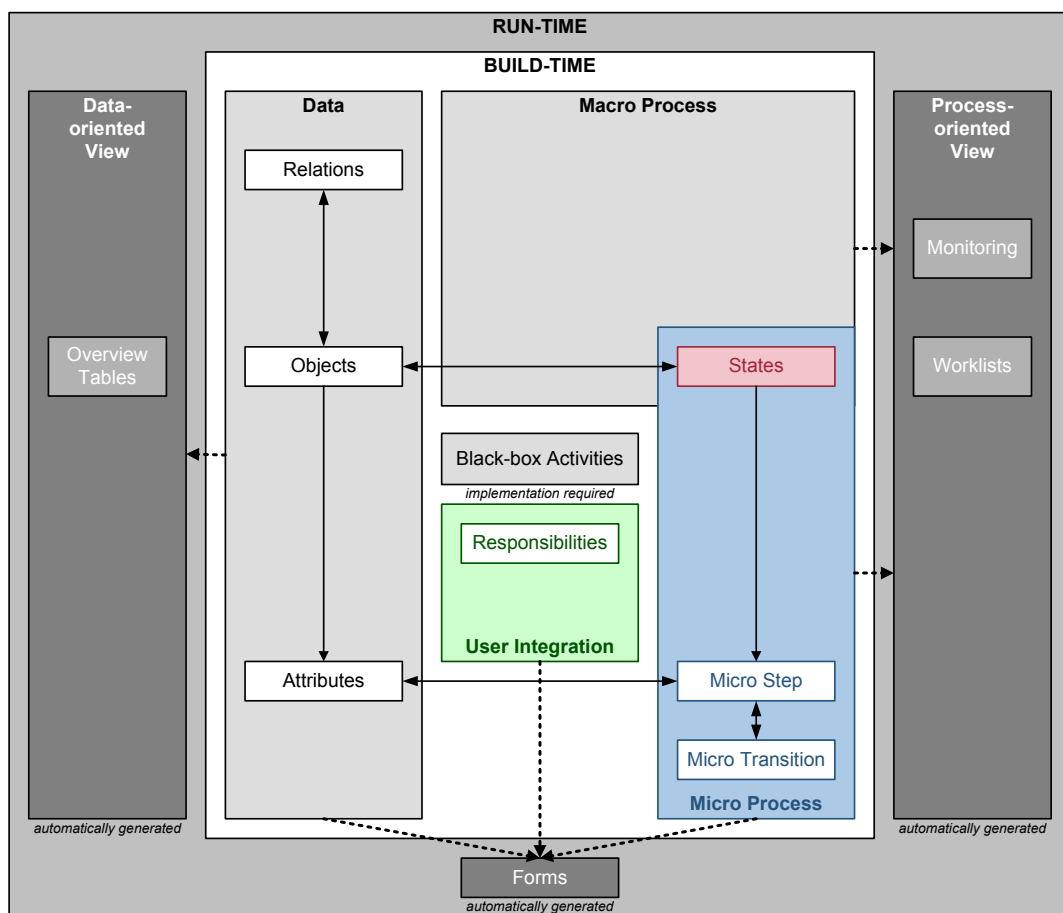 RUN-TIME
BUILD-TIME
Data-
oriented
View
Data
Macro Process
Process-
oriented
View
Relations
Monitoring
Overview
Tables
Objects
States
Worklists
Black-box Activities
implementation required
Responsibilities
User Integration
Attributes
Micro Step
Micro Transition
Micro Process
automatically generated
automatically generated
Forms
automatically generated